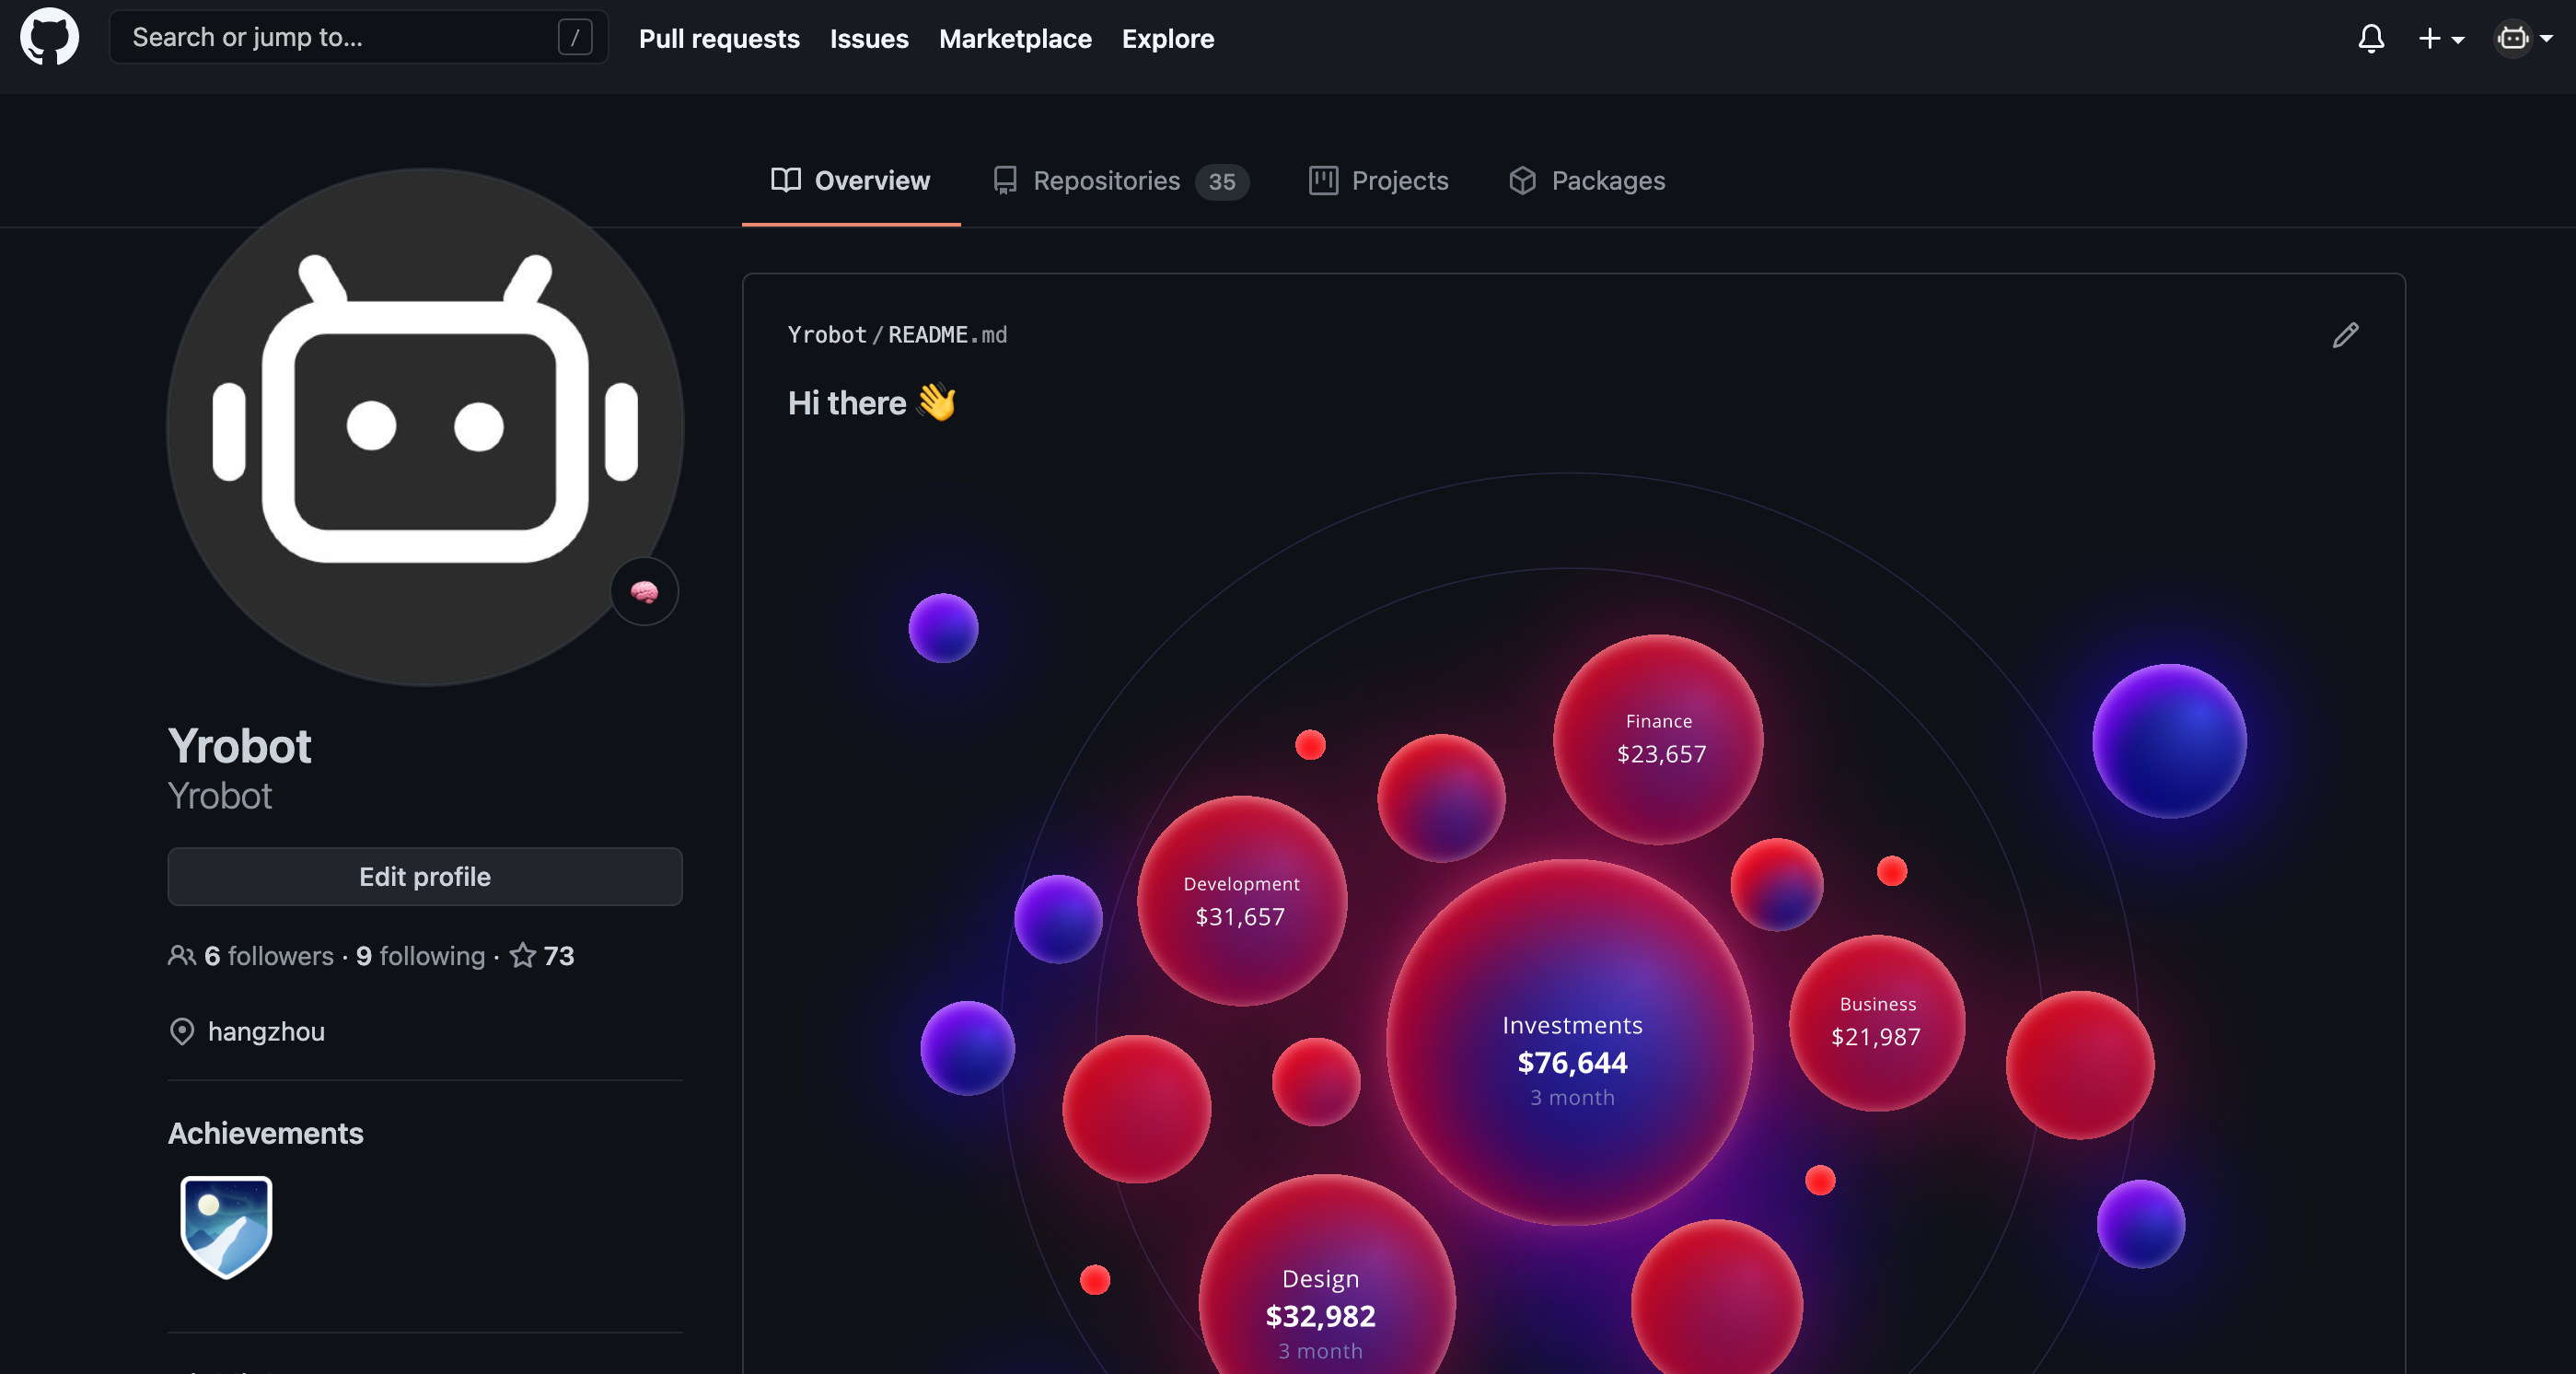 Search or jump to... /
Pull requests Issues Marketplace Explore
Overview Repositories 35 Projects Packages
Yrobot/README.md
Hi there 👋
Yrobot
Yrobot
Edit profile
6 followers · 9 following · 73
hangzhou
Achievements
Finance
$23,657
Development
$31,657
Investments
$76,644
3 month
Business
$21,987
Design
$32,982
3 month